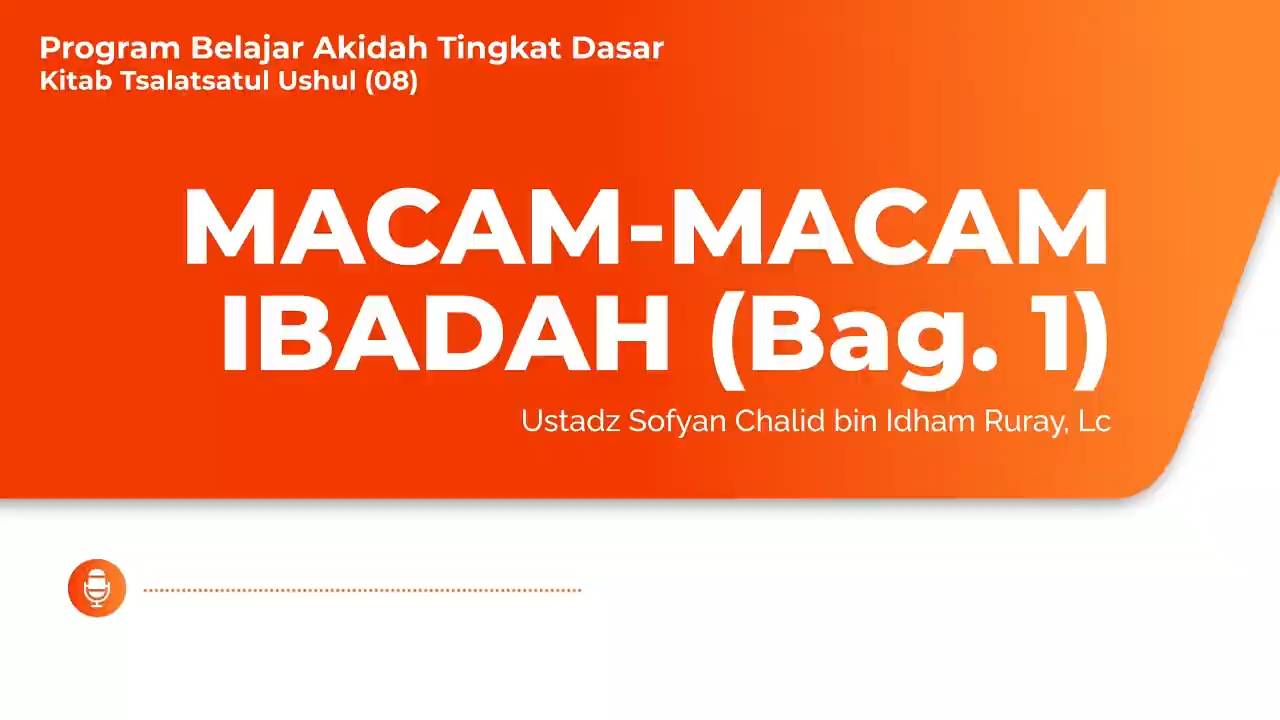 Program Belajar Akidah Tingkat Dasar
Kitab Tsalatsatul Ushul (08)
MACAM-MACAM
IBADAH (Bag. 1)
Ustadz Sofyan Chalid bin Idham Ruray, Lc